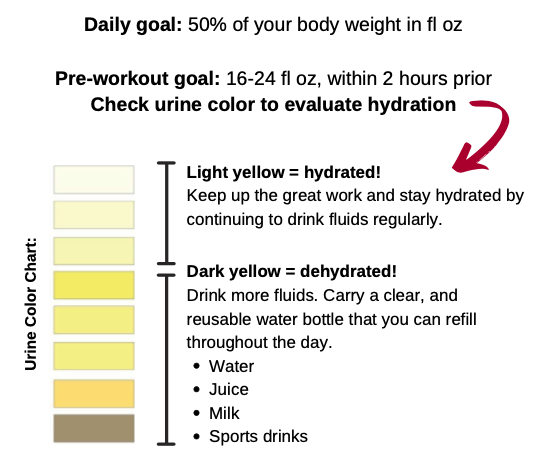 Daily goal: 50% of your body weight in fl oz
Pre-workout goal: 16-24 fl oz, within 2 hours prior
Check urine color to evaluate hydration
Urine Color Chart:
Light yellow = hydrated!
Keep up the great work and stay hydrated by
continuing to drink fluids regularly.
Dark yellow = dehydrated!
Drink more fluids. Carry a clear, and
reusable water bottle that you can refill
throughout the day.
• Water
• Juice
• Milk
• Sports drinks